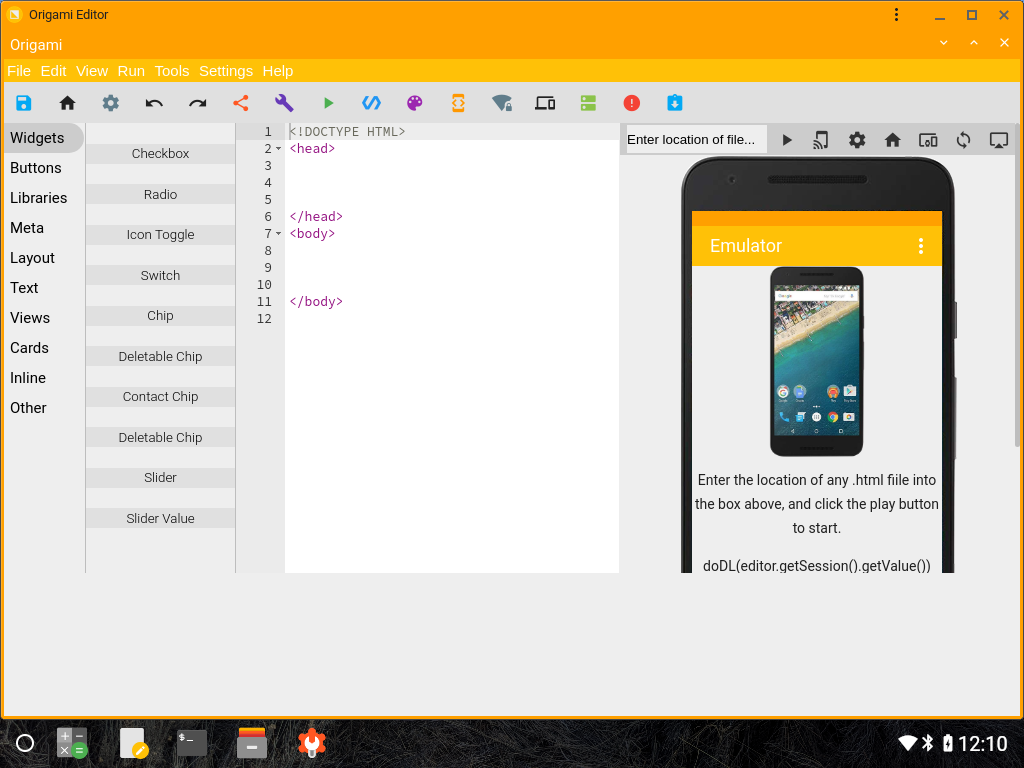 Origami Editor
Origami
File Edit View Run Tools Settings Help
Widgets
Buttons
Libraries
Meta
Layout
Text
Views
Cards
Inline
Other
Checkbox
Radio
Icon Toggle
Switch
Chip
Deletable Chip
Contact Chip
Deletable Chip
Slider
Slider Value
1 <!DOCTYPE HTML>
2 <head>
3
4
5
6 </head>
7 <body>
8
9
10
11 </body>
12
Enter location of file...
Emulator
Google
Enter the location of any .html fiile into
the box above, and click the play button
to start.
doDL(editor.getSession().getValue())
$_
12:10